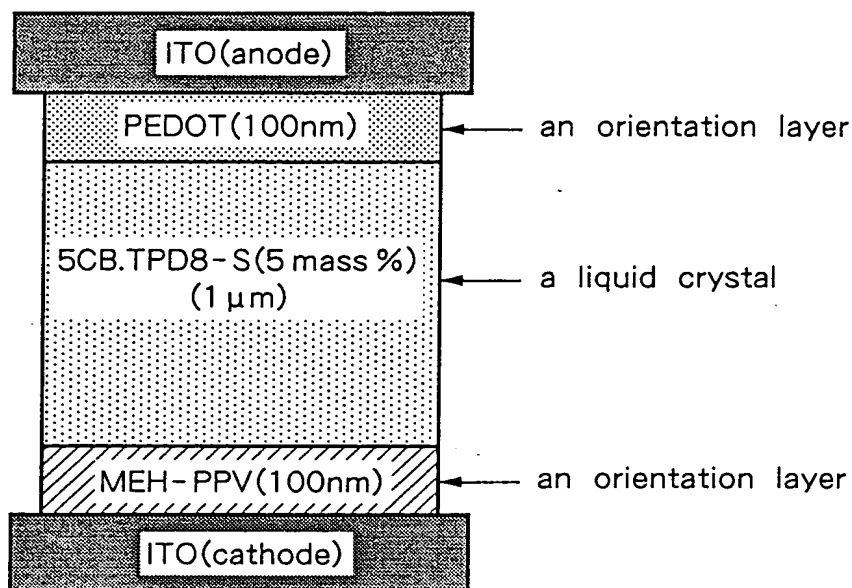 ITO(anode)
PEDOT(100nm)
an orientation layer
5CB.TPD8-S(5 mass %)
(1 μm)
a liquid crystal
MEH-PPV(100nm)
an orientation layer
ITO(cathode)